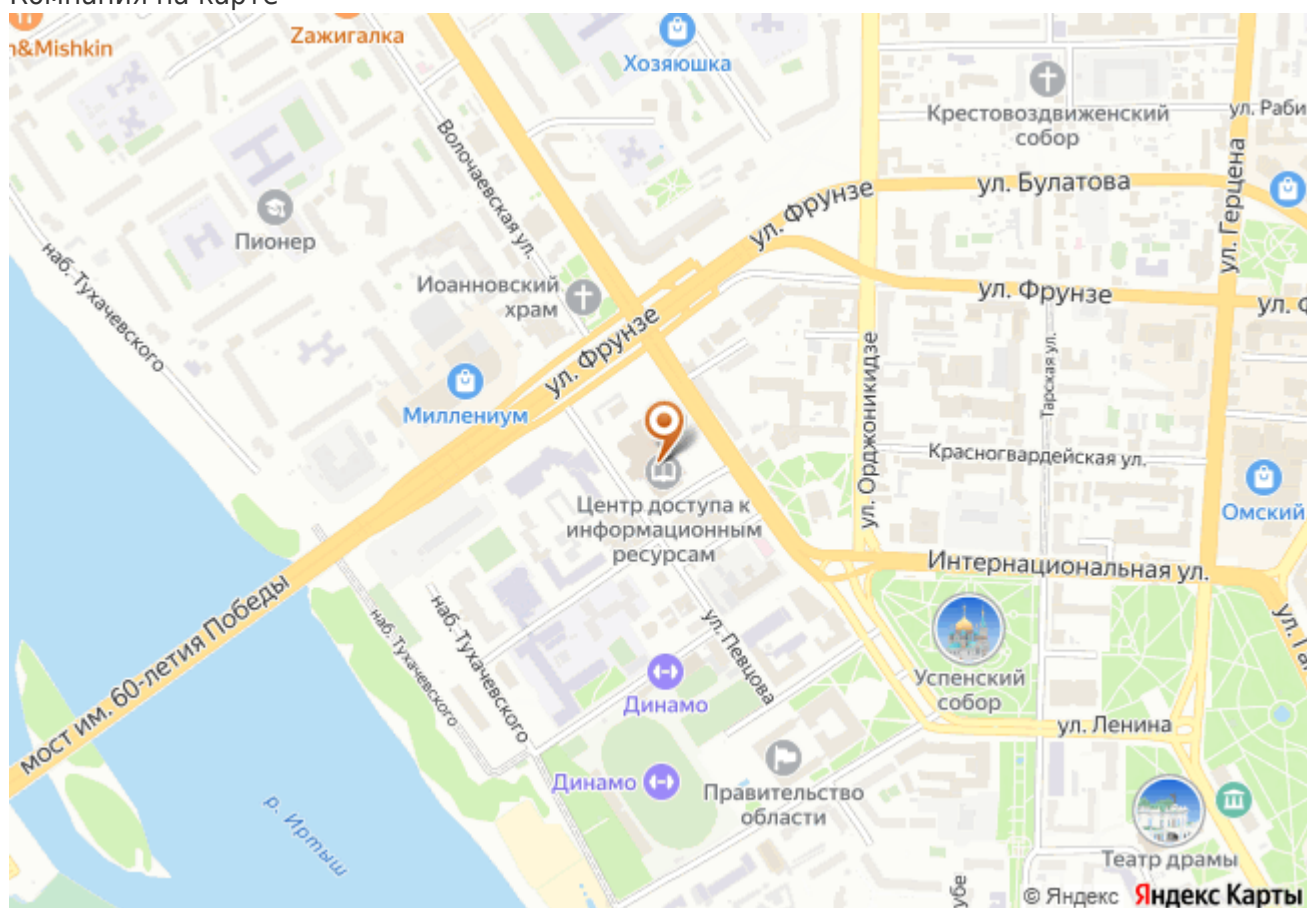 Компания на карте
n&Mishkin
Zажигалка
Хозяюшка
Крестовоздвиженский
собор
ул. Раби
Волочаевская ул.
ул. Герцена
ул. Булатова
ул. Фрунзе
Пионер
наб. Тухачевского
Иоанновский
храм
ул. Фрунзе
ул. Ф
ул. Фрунзе
ул. Орджоникидзе
Тарская ул.
Миллениум
Красногвардейская ул.
Омский
Центр доступа к
информационным
ресурсам
Интернациональная ул.
мост им. 60-летия Победы
наб. Тухачевского
наб. Тухачевского
ул. Певцова
Успенский
собор
Динамо
ул. Ленина
Динамо
Правительство
области
р. Иртыш
Театр драмы
© Яндекс Яндекс Карты